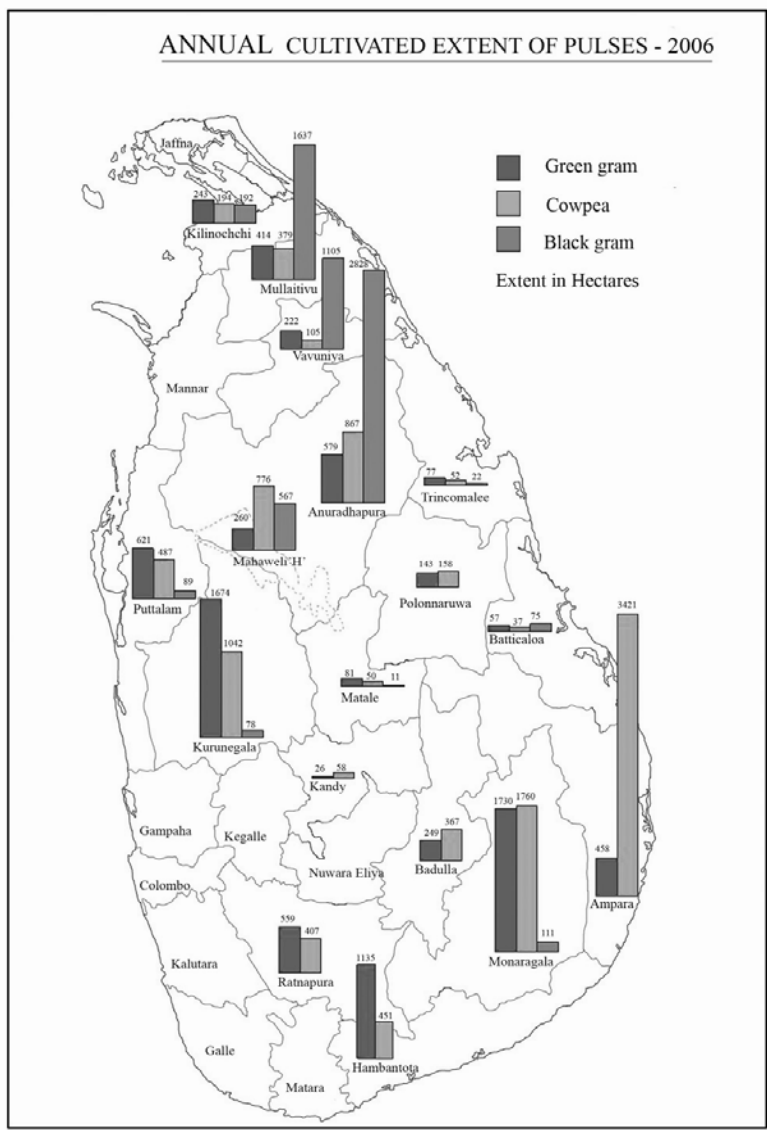 ANNUAL CULTIVATED EXTENT OF PULSES - 2006
Green gram
Cowpea
Black gram
Extent in Hectares
Jaffna
243 194 192
Kilinochchi
414 379 1637
Mullaitivu
222 105 1105
Vavuniya
Mannar
579 867 2828
Anuradhapura
77 52 22
Trincomalee
260 776 567
Mahaweli 'H'
621 487 89
Puttalam
143 158
Polonnaruwa
57 37 75
Batticaloa
1674 1042 78
Kurunegala
81 50 11
Matale
26 58
Kandy
458 3421
Ampara
Gampaha
Kegalle
Nuwara Eliya
249 367
Badulla
1730 1760 111
Monaragala
Colombo
559 407
Ratnapura
Kalutara
1135 451
Hambantota
Galle
Matara